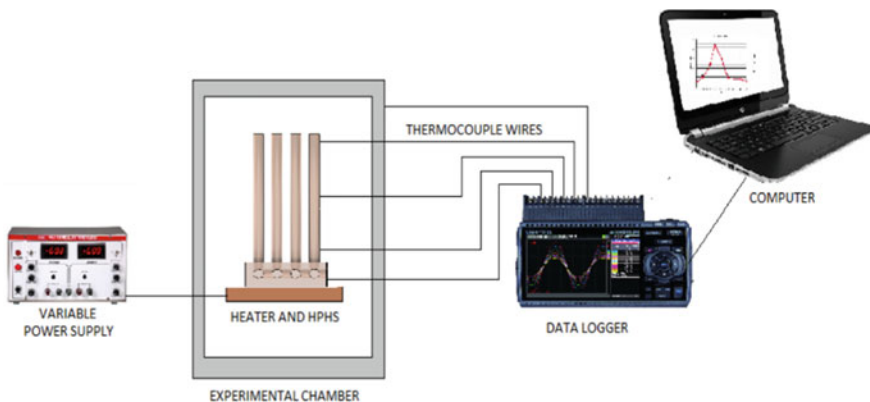 THERMOCOUPLE WIRES
COMPUTER
VARIABLE
POWER SUPPLY
HEATER AND HPHS
DATA LOGGER
EXPERIMENTAL CHAMBER